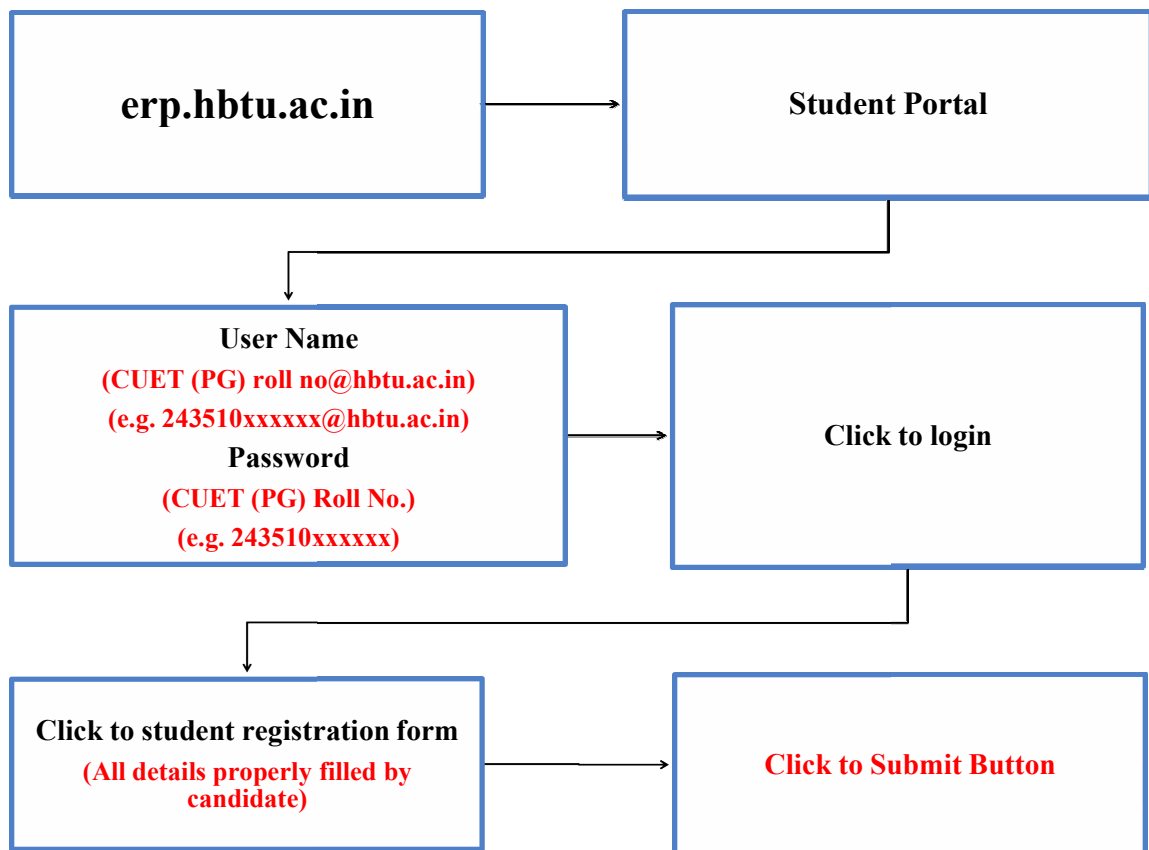 erp.hbtu.ac.in
Student Portal
User Name
(CUET (PG) roll no@hbtu.ac.in)
(e.g. 243510xxxxxx@hbtu.ac.in)
Password
(CUET (PG) Roll No.)
(e.g. 243510xxxxxx)
Click to login
Click to student registration form
(All details properly filled by
candidate)
Click to Submit Button